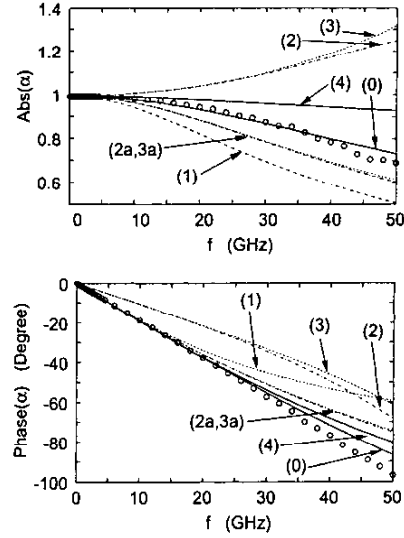 1.4
1.2
1
0.8
0.6
Abs(α)
(3)
(2)
(4)
(0)
(2a,3a)
(1)
0 10 20 30 40 50
f (GHz)
0
-20
-40
-60
-80
-100
Phase(α) (Degree)
(1)
(3)
(2)
(2a,3a)
(4)
(0)
0 10 20 30 40 50
f (GHz)